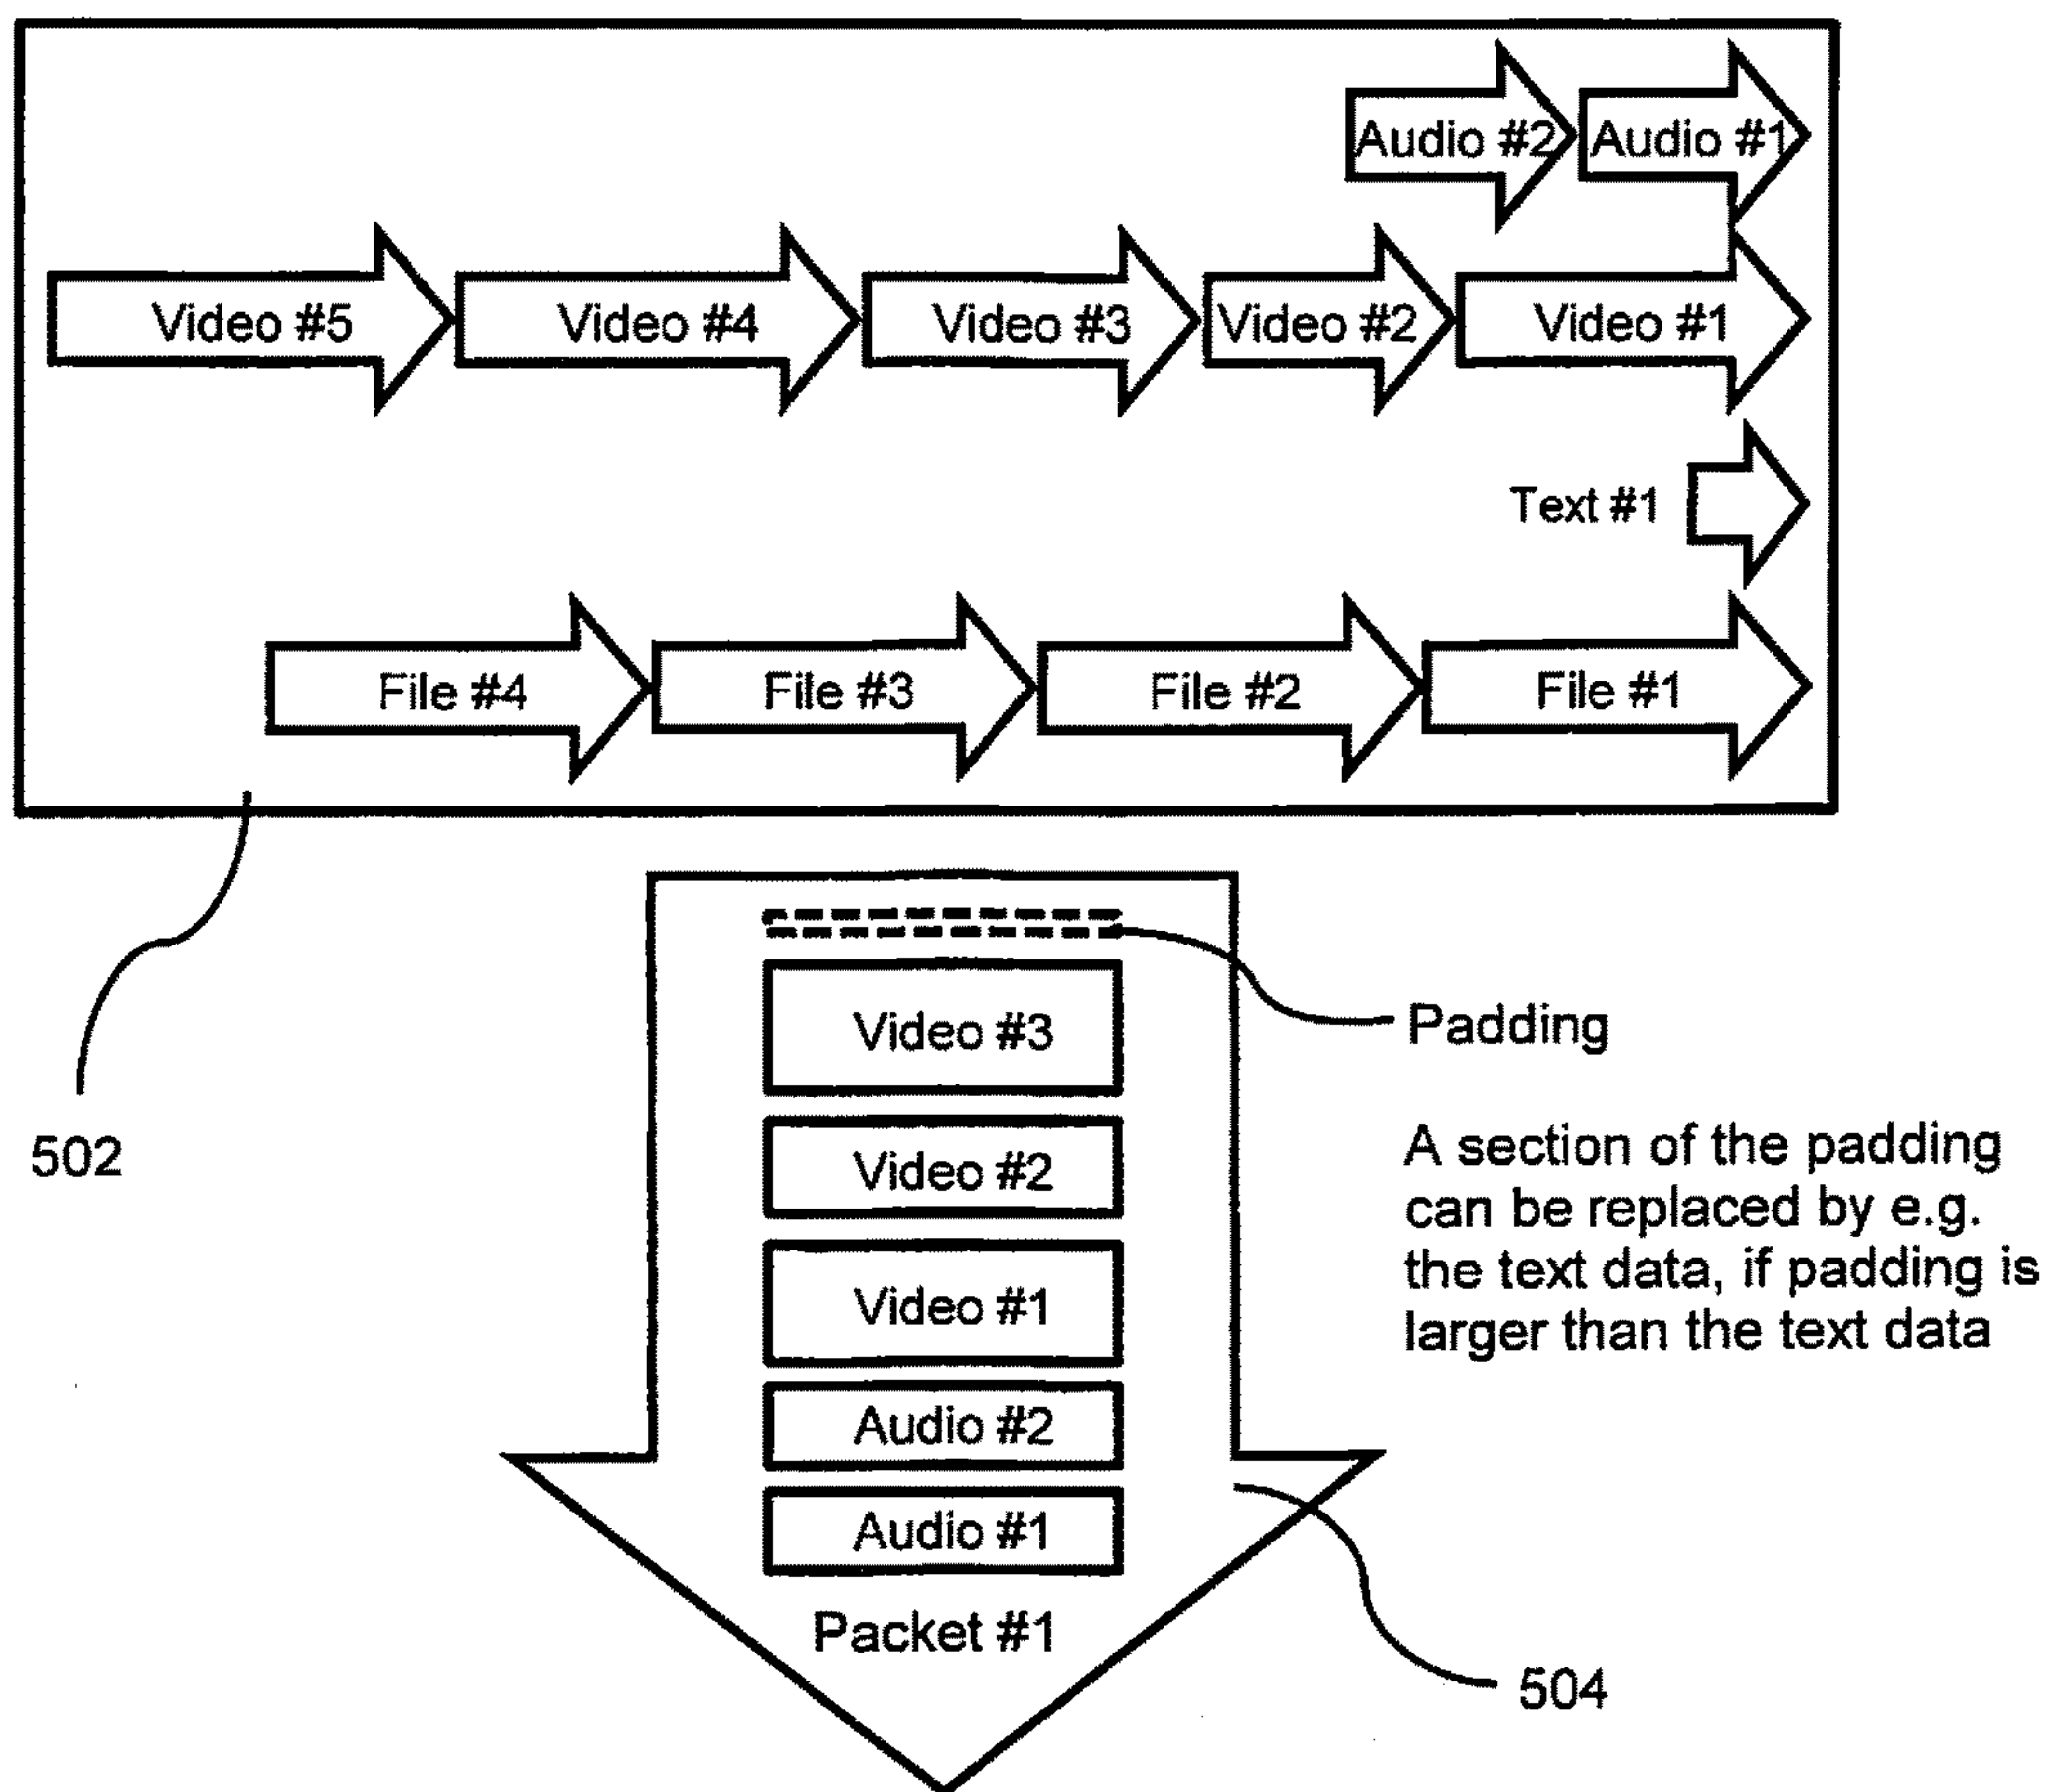 Audio #2 Audio #1
Video #5 Video #4 Video #3 Video #2 Video #1
Text #1
File #4 File #3 File #2 File #1
502
Padding
Video #3
Video #2
Video #1
Audio #2
Audio #1
Packet #1
A section of the padding
can be replaced by e.g.
the text data, if padding is
larger than the text data
504